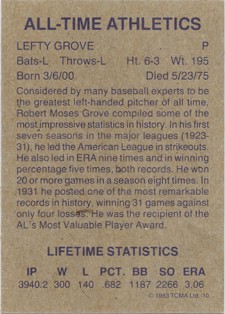 ALL-TIME ATHLETICS
LEFTY GROVE P
Bats-L Throws-L Ht. 6-3 Wt. 195
Born 3/6/00 Died 5/23/75
Considered by many baseball experts to be
the greatest left-handed pitcher of all time,
Robert Moses Grove compiled some of the
most impressive statistics in history. In his first
seven seasons in the major leagues (1923-
31), he led the American League in strikeouts.
He also led in ERA nine times and in winning
percentage five times, both records. He won
20 or more games in a season eight times. In
1931 he posted one of the most remarkable
records in history, winning 31 games against
only four losses. He was the recipient of the
AL's Most Valuable Player Award.
LIFETIME STATISTICS
IP W L PCT. BB SO ERA
3940.2 300 140 .682 1187 2266 3.06
© 1983 TCMA Ltd. 10